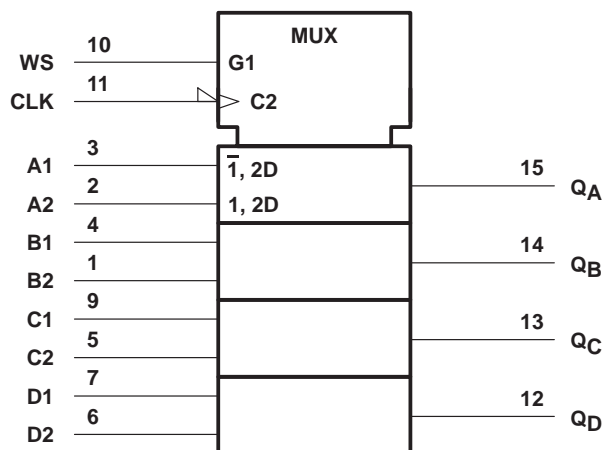 MUX
WS 10 G1
CLK 11 C2
A1 3 1̅, 2D
A2 2 1, 2D
15 QA
B1 4
B2 1
14 QB
C1 9
C2 5
13 QC
D1 7
D2 6
12 QD